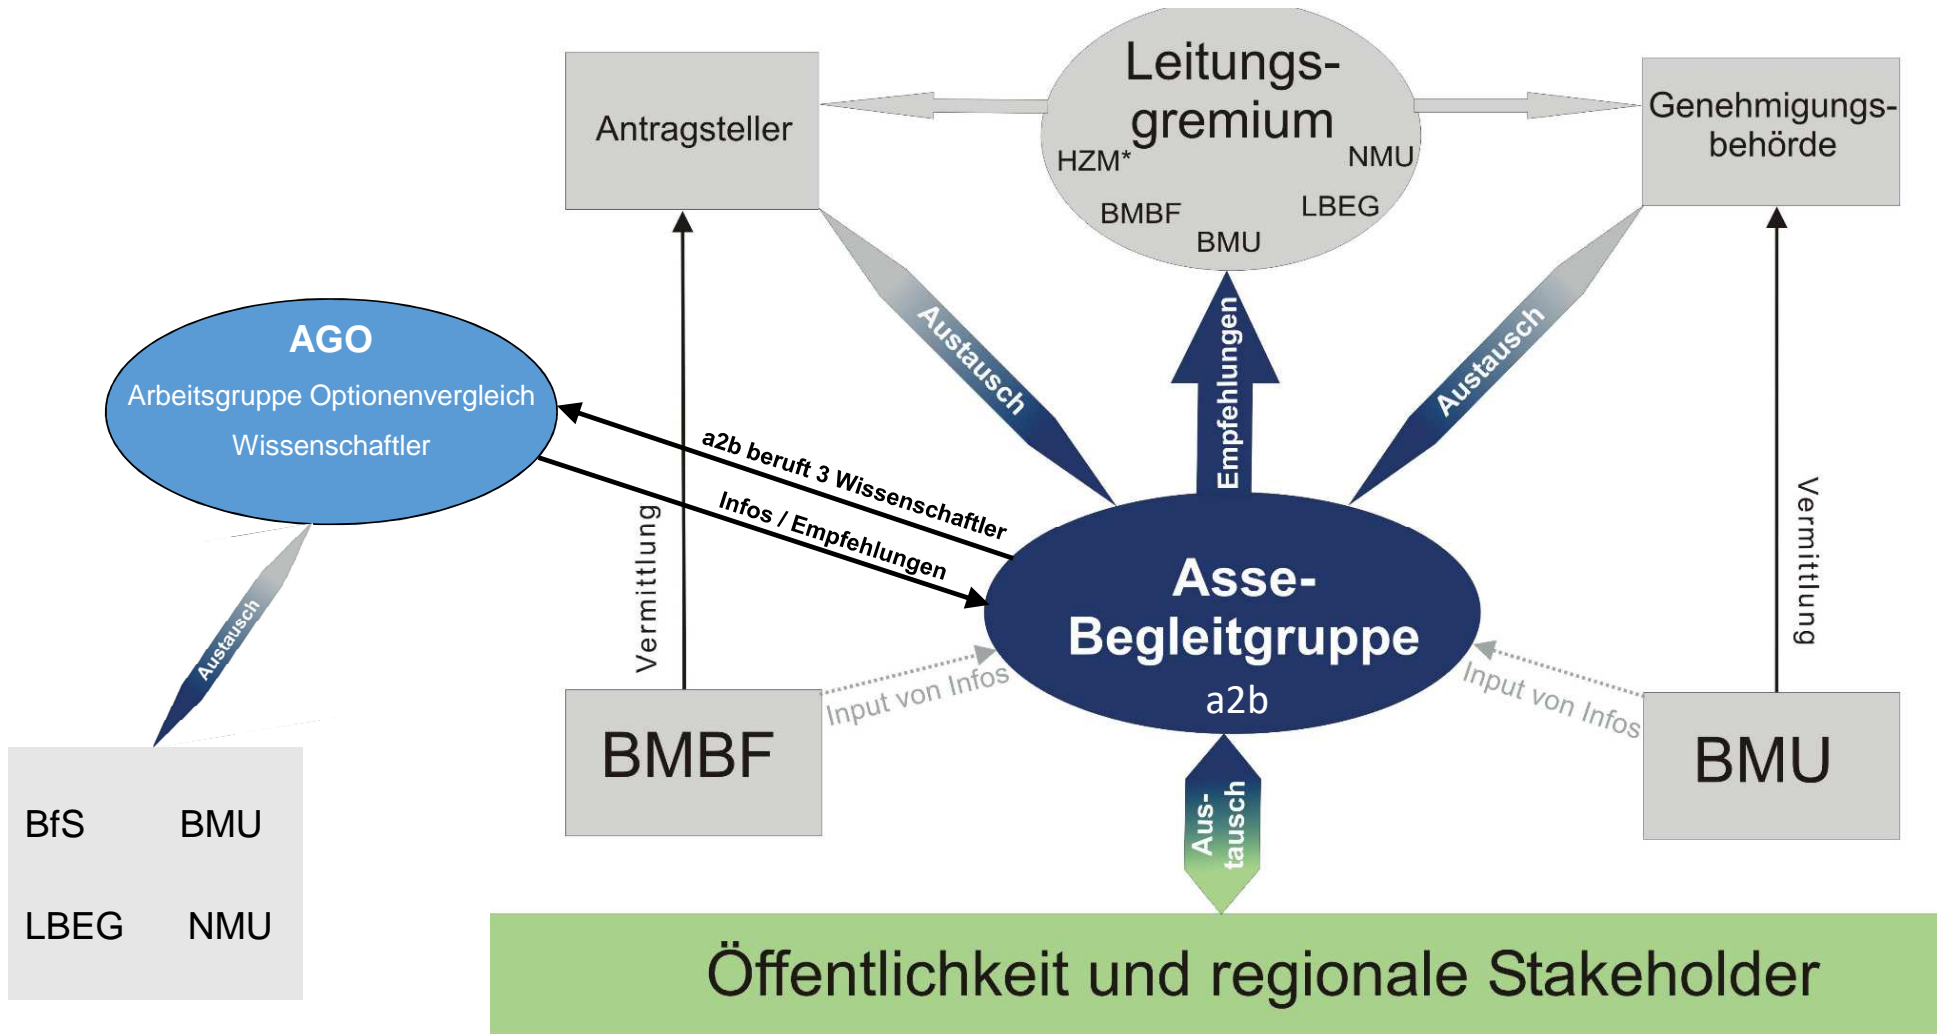 Leitungs-
gremium
HZM*
NMU
BMBF
LBEG
BMU
Antragsteller
Genehmigungs-
behörde
Austausch
Empfehlungen
Austausch
AGO
Arbeitsgruppe Optionenvergleich
Wissenschaftler
a2b beruft 3 Wissenschaftler
Infos / Empfehlungen
Vermittlung
Vermittlung
Asse-
Begleitgruppe
a2b
Austausch
Input von Infos
Input von Infos
BMBF
BMU
Aus-
tausch
BfS BMU
LBEG NMU
Öffentlichkeit und regionale Stakeholder